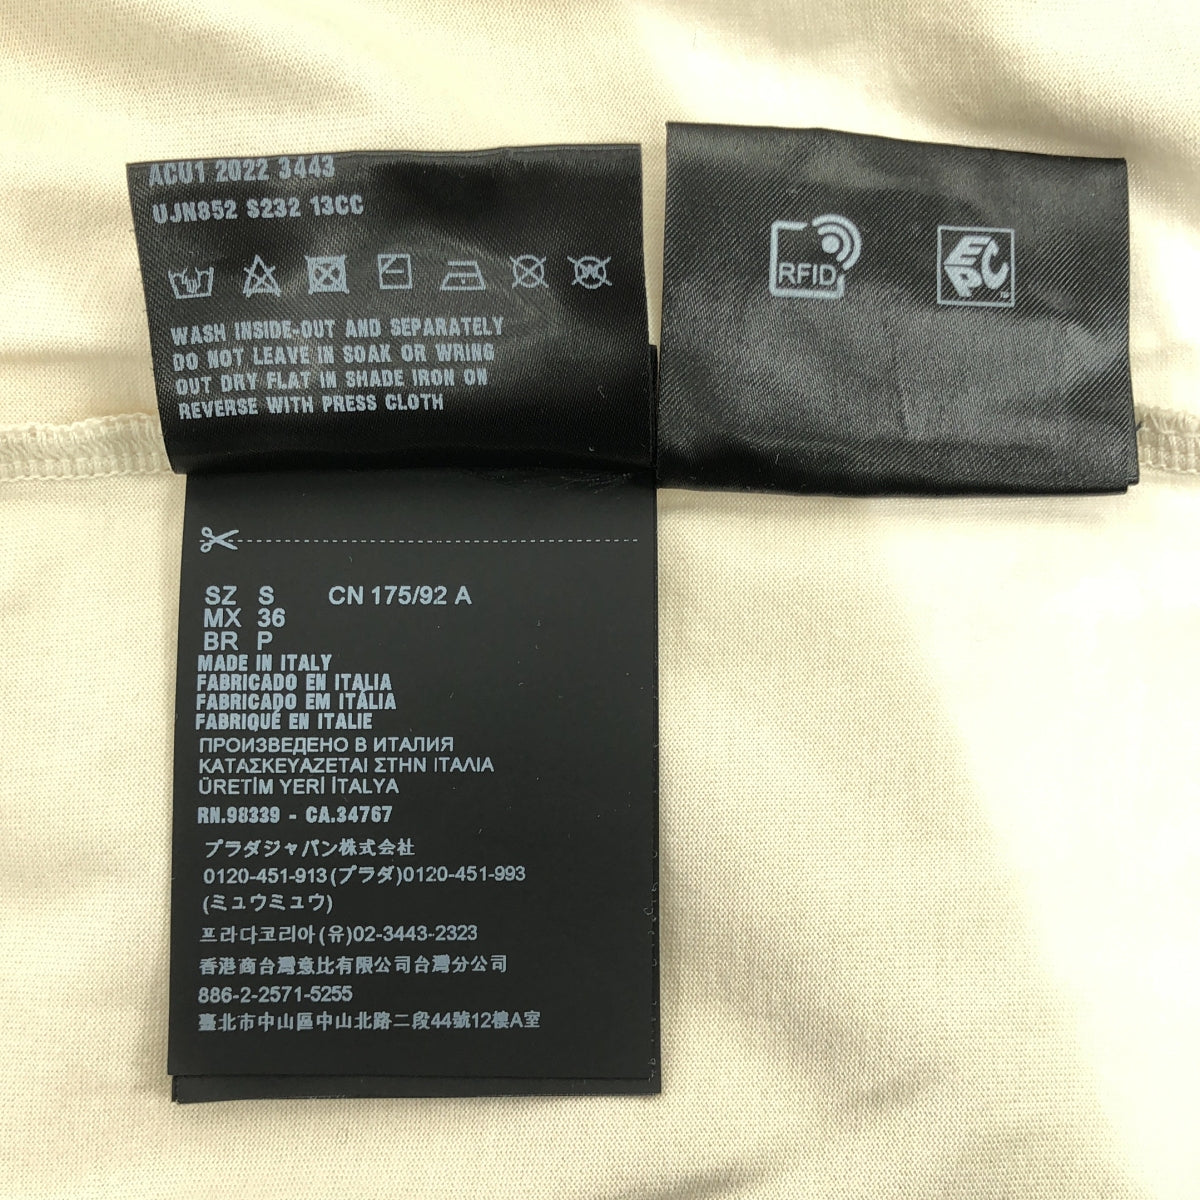 ACU1 2022 3443
UJN852 S232 13CC
WASH INSIDE-OUT AND SEPARATELY
DO NOT LEAVE IN SOAK OR WRING
OUT DRY FLAT IN SHADE IRON ON
REVERSE WITH PRESS CLOTH
RFID
EPC
SZ S CN 175/92 A
MX 36
BR P
MADE IN ITALY
FABRICADO EN ITALIA
FABRICADO EM ITÁLIA
FABRIQUÉ EN ITALIE
ПРОИЗВЕДЕНО В ИТАЛИЯ
ΚΑΤΑΣΚΕΥΑΖΕΤΑΙ ΣΤΗΝ ΙΤΑΛΙΑ
ÜRETİM YERİ İTALYA
RN.98339 - CA.34767
プラダジャパン株式会社
0120-451-913(プラダ)0120-451-993
(ミュウミュウ)
프라다코리아(유)02-3443-2323
香港商台灣意比有限公司台灣分公司
886-2-2571-5255
臺北市中山區中山北路二段44號12樓A室